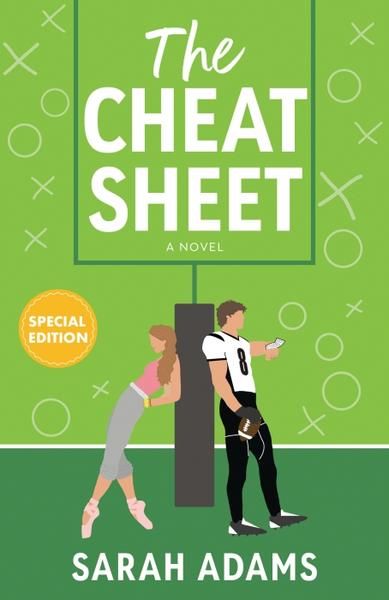 The
CHEAT
SHEET
A NOVEL
SPECIAL
EDITION
8
SARAH ADAMS